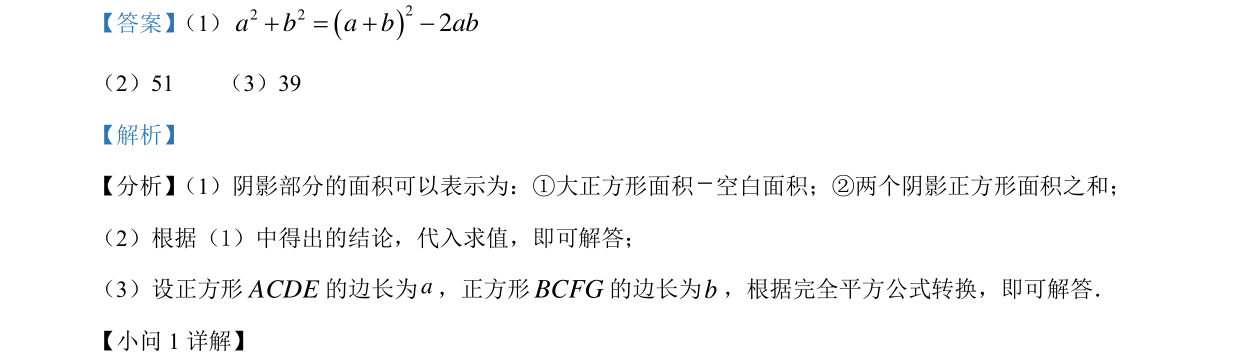 【答案】（1）a² + b² = (a + b)² − 2ab
（2）51 （3）39
【解析】
【分析】（1）阴影部分的面积可以表示为：①大正方形面积－空白面积；②两个阴影正方形面积之和；
（2）根据（1）中得出的结论，代入求值，即可解答；
（3）设正方形 ACDE 的边长为 a ，正方形 BCFG 的边长为 b ，根据完全平方公式转换，即可解答．
【小问 1 详解】